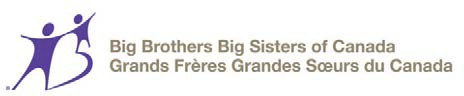 Big Brothers Big Sisters of Canada
Grands Frères Grandes Sœurs du Canada